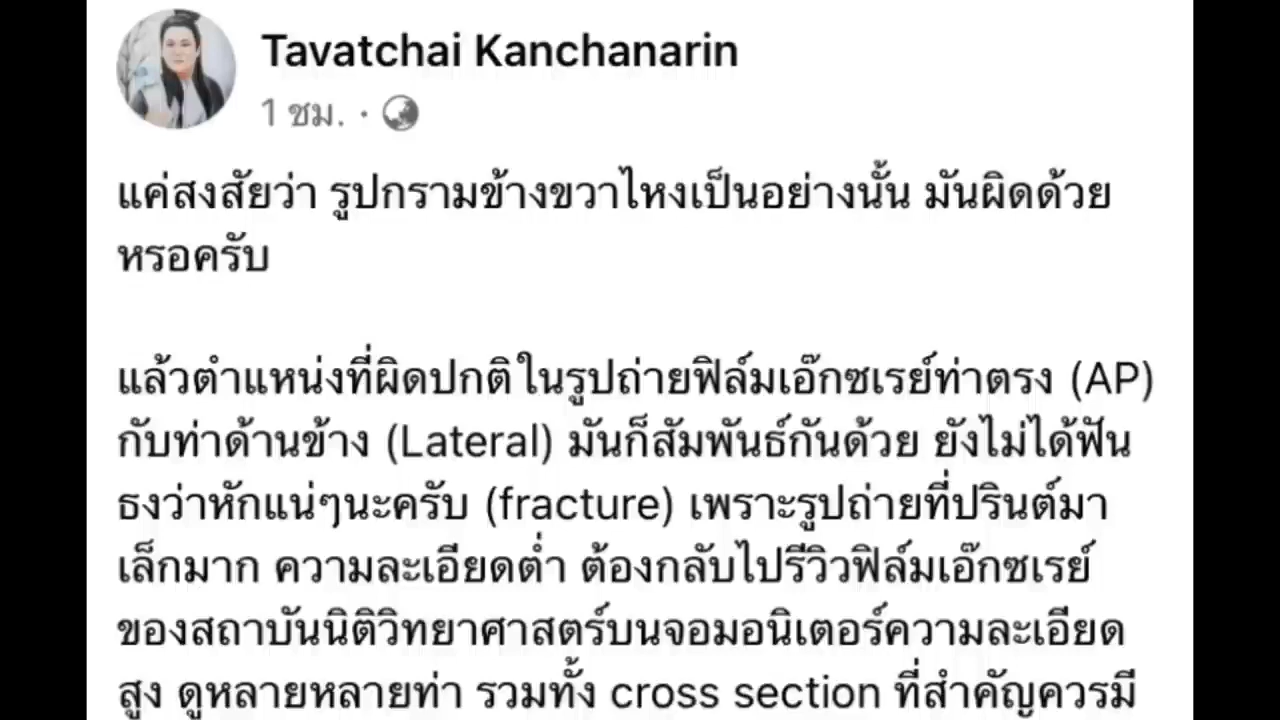 Tavatchai Kanchanarin
1 ชม. ·
แค่สงสัยว่า รูปกรามข้างขวาไหงเป็นอย่างนั้น มันผิดด้วย
หรอครับ
แล้วตำแหน่งที่ผิดปกติในรูปถ่ายฟิล์มเอ๊กซเรย์ท่าตรง (AP)
กับท่าด้านข้าง (Lateral) มันก็สัมพันธ์กันด้วย ยังไม่ได้ฟัน
ธงว่าหักแน่ๆนะครับ (fracture) เพราะรูปถ่ายที่ปรินต์มา
เล็กมาก ความละเอียดต่ำ ต้องกลับไปรีวิวฟิล์มเอ๊กซเรย์
ของสถาบันนิติวิทยาศาสตร์บนจอมอนิเตอร์ความละเอียด
สูง ดูหลายหลายท่า รวมทั้ง cross section ที่สำคัญควรมี